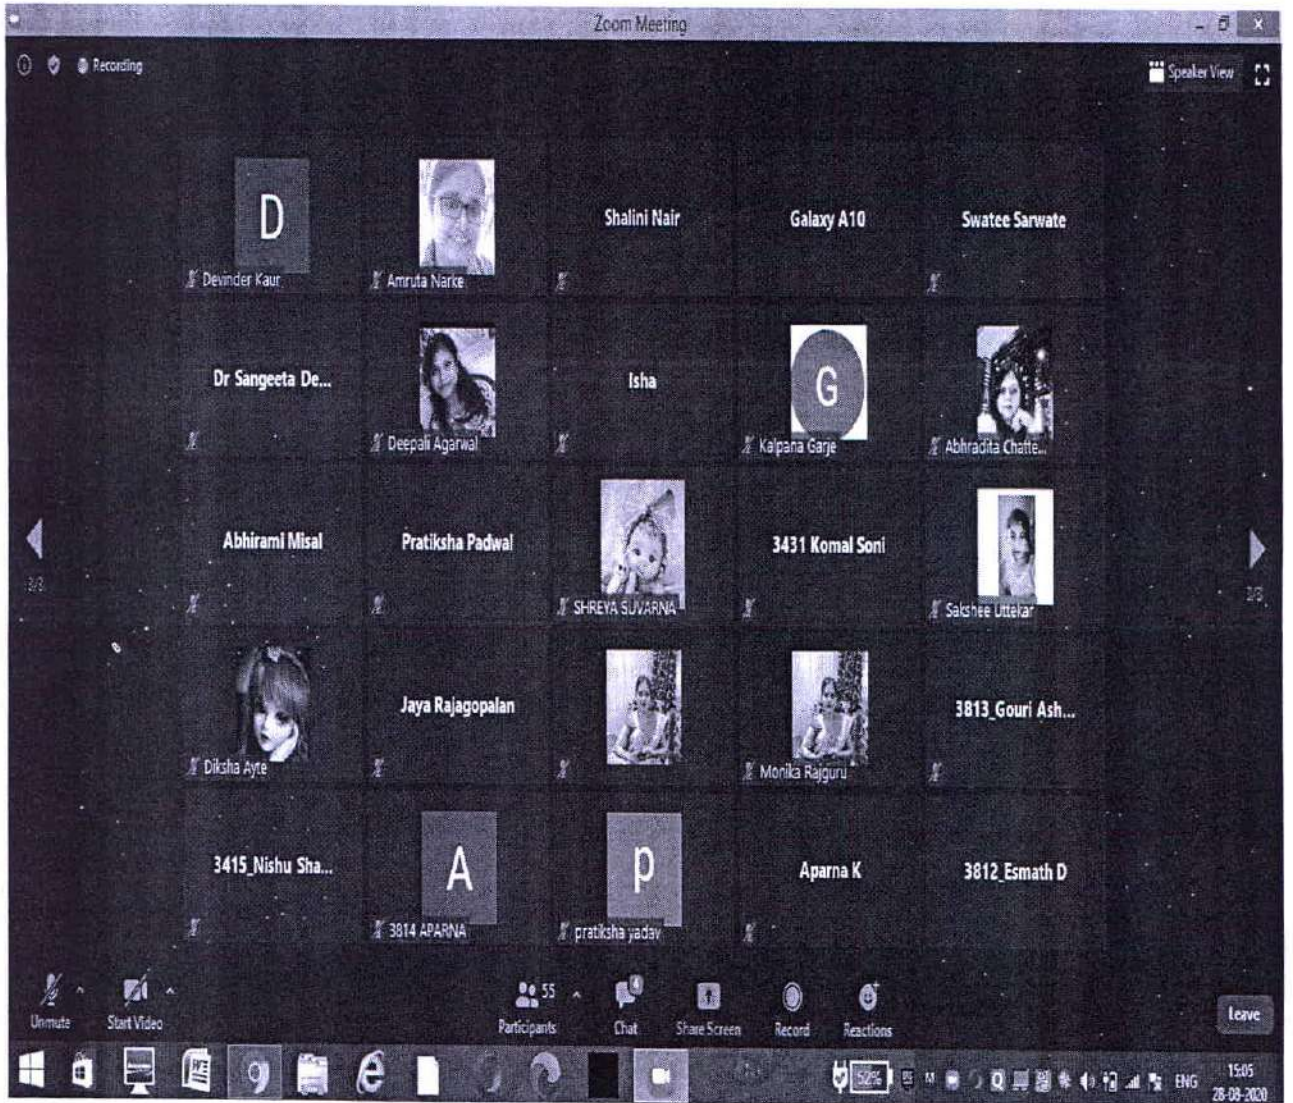 Zoom Meeting
Recording
Speaker View
D
Devinder Kaur
Amruta Narke
Shalini Nair
Galaxy A10
Swatee Sarwate
Dr Sangeeta De...
Deepali Agarwal
Isha
G
Kalpana Garje
Abhradita Chatte...
Abhirami Misal
Pratiksha Padwal
SHREYA SUVARNA
3431 Komal Soni
Sakshee Uttekar
Diksha Ayte
Jaya Rajagopalan
Monika Rajguru
3813_Gouri Ash...
3415_Nishu Sha...
A
3814 APARNA
p
pratiksha yadav
Aparna K
3812_Esmath D
Unmute
Start Video
55
Participants
4
Chat
Share Screen
Record
Reactions
Leave
52%
ENG
15:05
28-08-2020